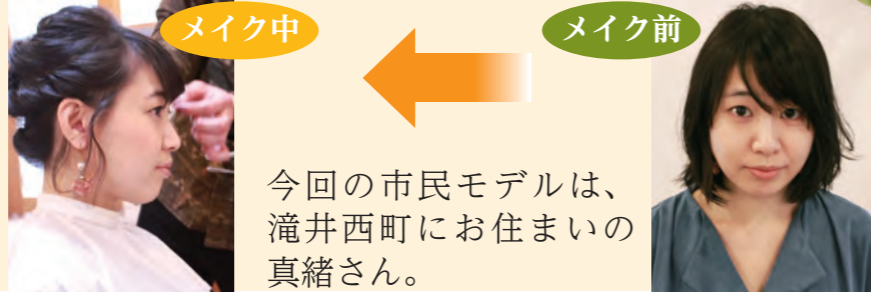 メイク中
メイク前
今回の市民モデルは、
滝井西町にお住まいの
真緒さん。